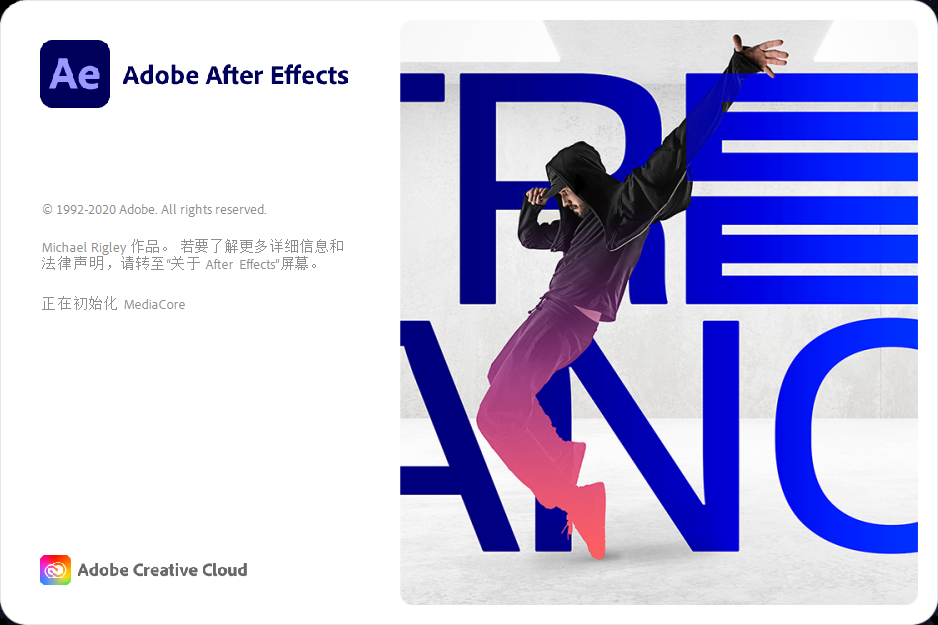 Ae
Adobe After Effects
© 1992-2020 Adobe. All rights reserved.
Michael Rigley 作品。 若要了解更多详细信息和
法律声明，请转至“关于 After Effects”屏幕。
正在初始化 MediaCore
Adobe Creative Cloud
TRE
ANC